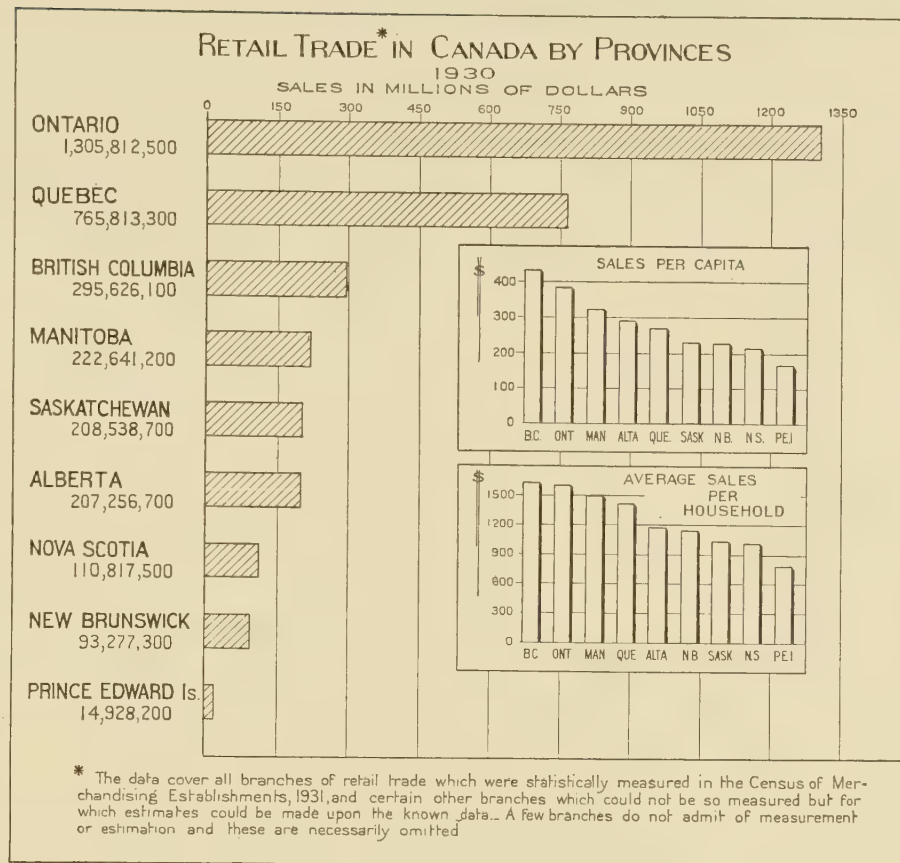 RETAIL TRADE* IN CANADA BY PROVINCES
1930
SALES IN MILLIONS OF DOLLARS
0 150 300 450 600 750 900 1050 1200 1350
ONTARIO
1,305,812,500
QUEBEC
765,813,300
BRITISH COLUMBIA
295,626,100
MANITOBA
222,641,200
SASKATCHEWAN
208,538,700
ALBERTA
207,256,700
NOVA SCOTIA
110,817,500
NEW BRUNSWICK
93,277,300
PRINCE EDWARD Is.
14,928,200
SALES PER CAPITA
$
400
300
200
100
0
B.C. ONT MAN ALTA QUE. SASK N.B. N.S. P.E.I
AVERAGE SALES
PER
HOUSEHOLD
$
1500
1200
900
600
300
0
BC ONT MAN QUE ALTA NB SASK N.S P.E.I
* The data cover all branches of retail trade which were statistically measured in the Census of Mer-
chandising Establishments, 1931, and certain other branches which could not be so measured but for
which estimates could be made upon the known data_ A few branches do not admit of measurement
or estimation and these are necessarily omitted